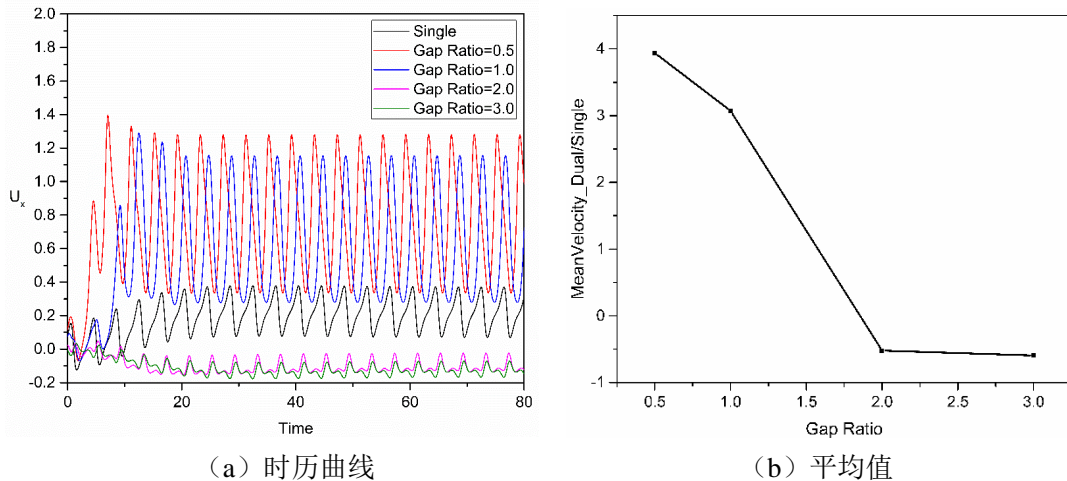 2.0
1.8
1.6
1.4
1.2
1.0
0.8
0.6
0.4
0.2
0.0
-0.2
U_x
0 20 40 60 80
Time
Single
Gap Ratio=0.5
Gap Ratio=1.0
Gap Ratio=2.0
Gap Ratio=3.0
（a）时历曲线
4
3
2
1
0
-1
MeanVelocity_Dual/Single
0.5 1.0 1.5 2.0 2.5 3.0
Gap Ratio
（b）平均值